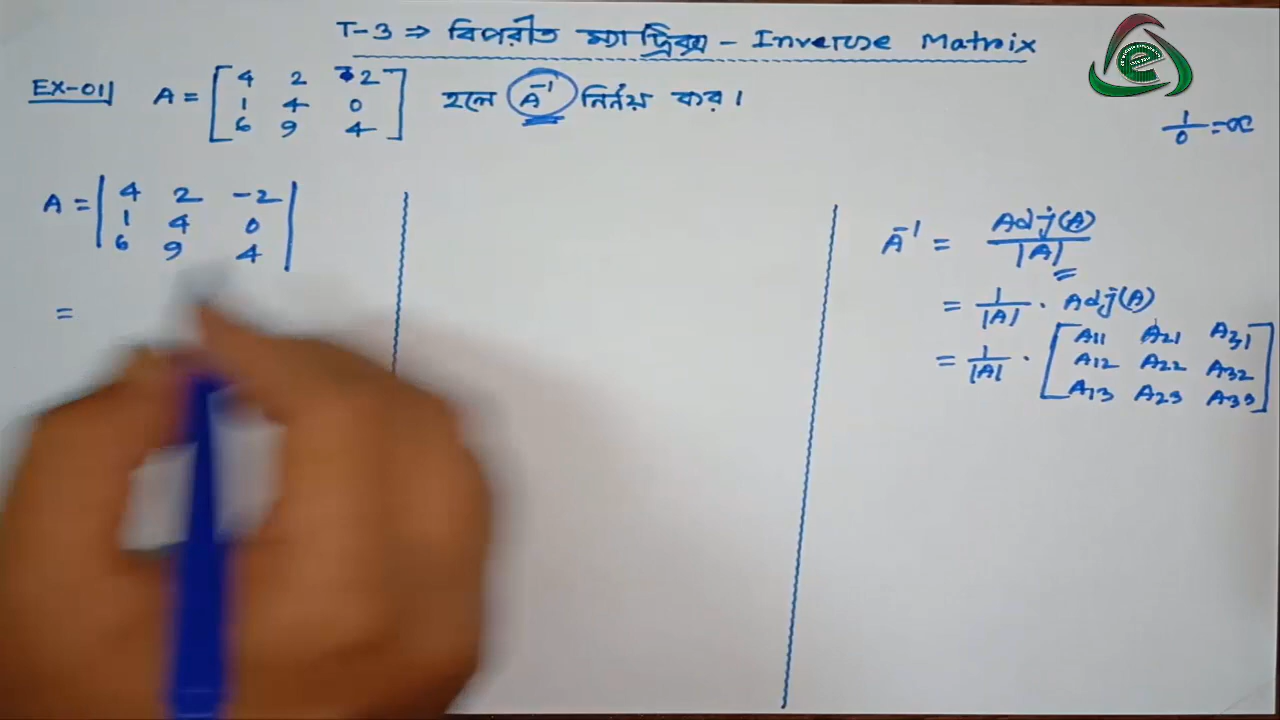 T-3 ⇒ বিপরীত ম্যাট্রিক্স - Inverse Matrix
EX-01| A = [ 4 2 -2 হলে A⁻¹ নির্নয় কর।
1 4 0
6 9 4 ]
1/0 = ∝
A = | 4 2 -2 |
1 4 0
6 9 4
=
A⁻¹ = Adj(A)/|A|
= 1/|A| . Adj(A)
= 1/|A| . [ A11 A21 A31
A12 A22 A32
A13 A23 A33 ]
e